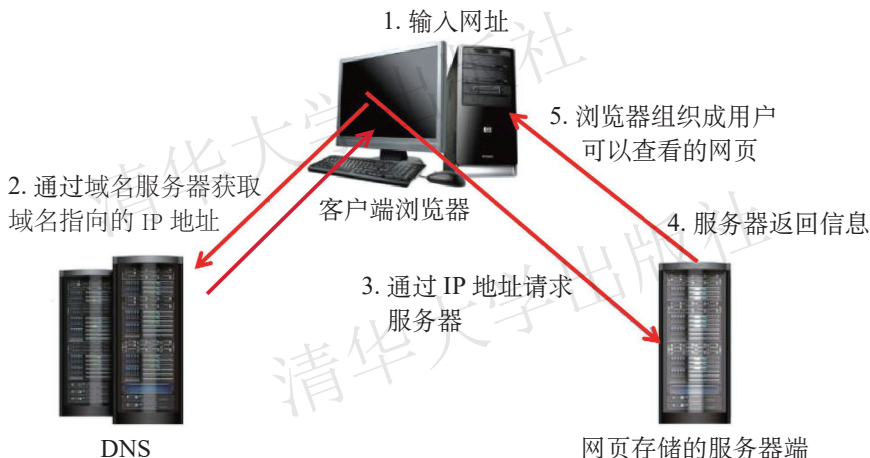 1. 输入网址
5. 浏览器组织成用户
可以查看的网页
2. 通过域名服务器获取
域名指向的 IP 地址
客户端浏览器
4. 服务器返回信息
3. 通过 IP 地址请求
服务器
DNS
网页存储的服务器端
清华大学出版社
清华大学出版社